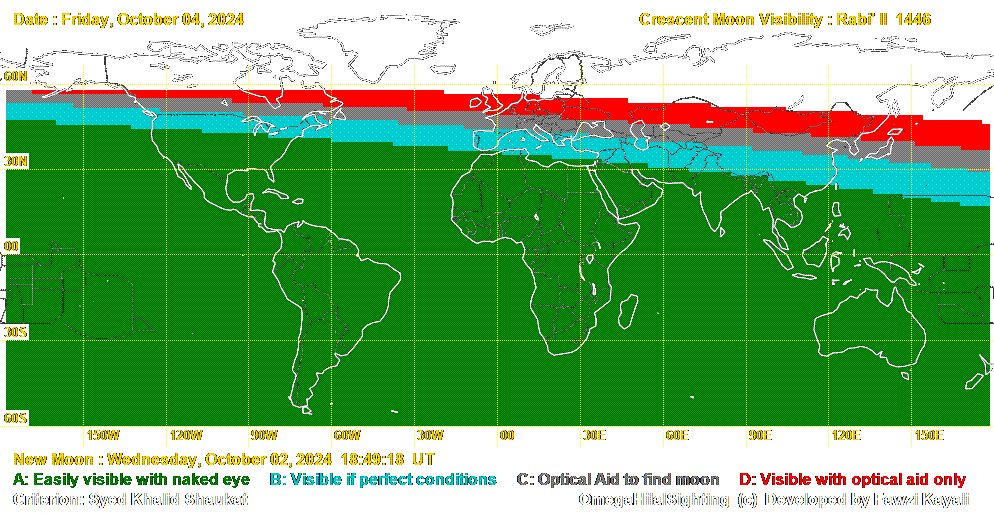 Date : Friday, October 04, 2024 Crescent Moon Visibility : Rabi' II 1446
60N
30N
00
30S
60S
150W 120W 90W 60W 30W 00 30E 60E 90E 120E 150E
New Moon : Wednesday, October 02, 2024 18:49:18 UT
A: Easily visible with naked eye B: Visible if perfect conditions C: Optical Aid to find moon D: Visible with optical aid only
Criterion: Syed Khalid Shaukat OmegaHilalSighting (c) Developed by Fawzi Kayali